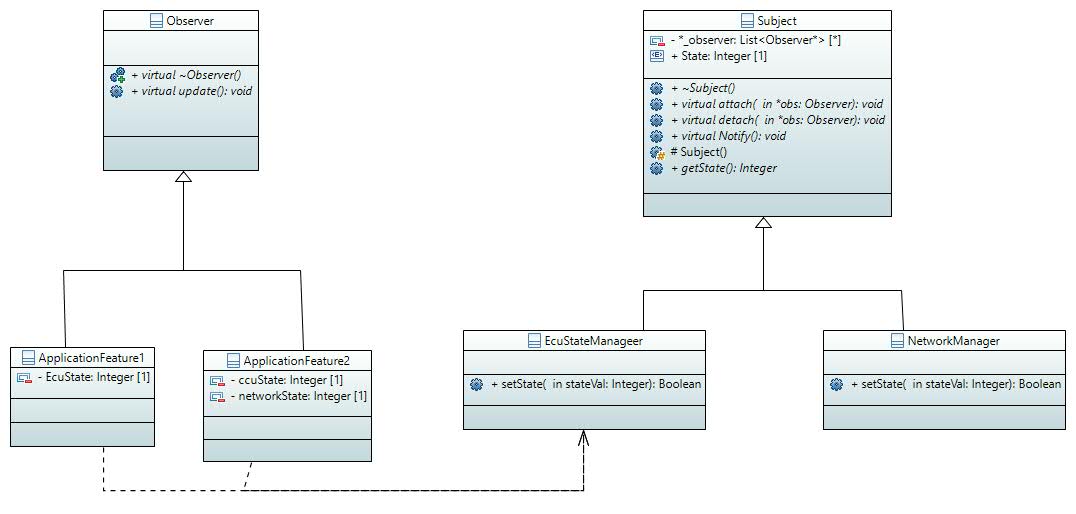 Observer
+ virtual ~Observer()
+ virtual update(): void
Subject
- *_observer: List<Observer*> [*]
+ State: Integer [1]
+ ~Subject()
+ virtual attach( in *obs: Observer): void
+ virtual detach( in *obs: Observer): void
+ virtual Notify(): void
# Subject()
+ getState(): Integer
ApplicationFeature1
- EcuState: Integer [1]
ApplicationFeature2
- ccuState: Integer [1]
- networkState: Integer [1]
EcuStateManageer
+ setState( in stateVal: Integer): Boolean
NetworkManager
+ setState( in stateVal: Integer): Boolean